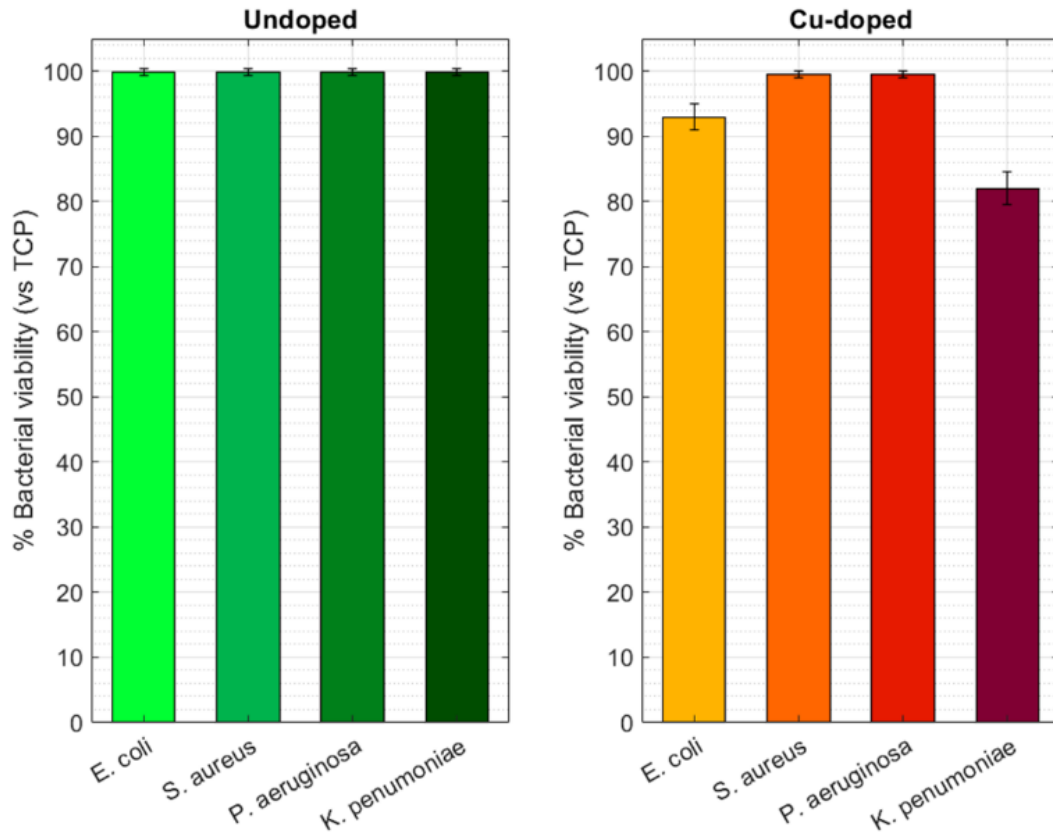 Undoped
% Bacterial viability (vs TCP)
100
90
80
70
60
50
40
30
20
10
0
E. coli
S. aureus
P. aeruginosa
K. penumoniae
Cu-doped
% Bacterial viability (vs TCP)
100
90
80
70
60
50
40
30
20
10
0
E. coli
S. aureus
P. aeruginosa
K. penumoniae